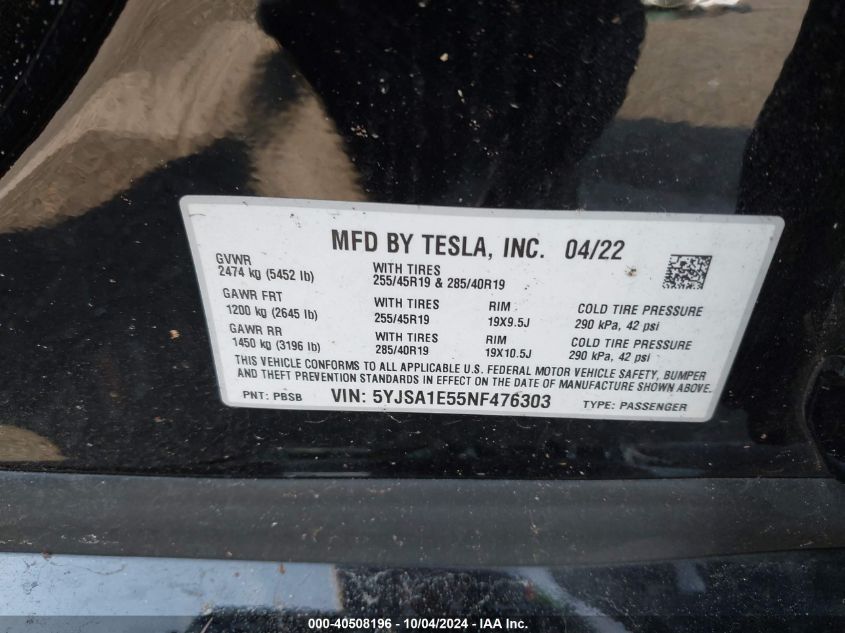 MFD BY TESLA, INC. 04/22
GVWR
2474 kg (5452 lb)
WITH TIRES
255/45R19 & 285/40R19
GAWR FRT
1200 kg (2645 lb)
WITH TIRES
255/45R19
RIM
19X9.5J
COLD TIRE PRESSURE
290 kPa, 42 psi
GAWR RR
1450 kg (3196 lb)
WITH TIRES
285/40R19
RIM
19X10.5J
COLD TIRE PRESSURE
290 kPa, 42 psi
THIS VEHICLE CONFORMS TO ALL APPLICABLE U.S. FEDERAL MOTOR VEHICLE SAFETY, BUMPER
AND THEFT PREVENTION STANDARDS IN EFFECT ON THE DATE OF MANUFACTURE SHOWN ABOVE.
PNT: PBSB VIN: 5YJSA1E55NF476303 TYPE: PASSENGER
000-40508196 - 10/04/2024 - IAA Inc.